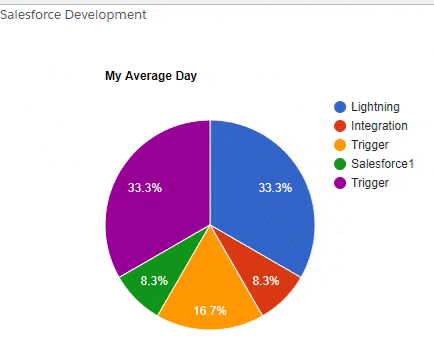 Salesforce Development
My Average Day
Lightning
Integration
Trigger
Salesforce1
Trigger
33.3%
33.3%
8.3%
8.3%
16.7%